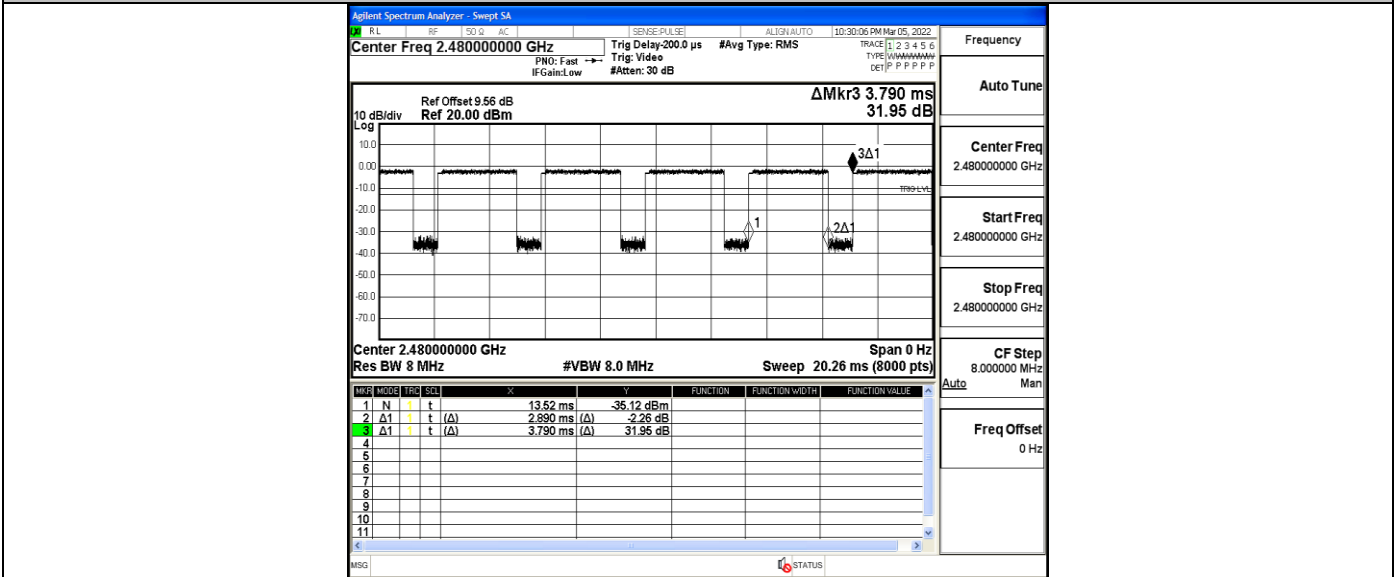 Agilent Spectrum Analyzer - Swept SA
LXI RL RF 50 Ω AC SENSE:PULSE ALIGNAUTO 10:30:06 PM Mar 05, 2022
Center Freq 2.480000000 GHz
PNO: Fast
IFGain:Low
Trig Delay-200.0 µs
Trig: Video
#Atten: 30 dB
#Avg Type: RMS
TRACE 1 2 3 4 5 6
TYPE WWWWWW
DET P P P P P P
ΔMkr3 3.790 ms
31.95 dB
Ref Offset 9.56 dB
10 dB/div Ref 20.00 dBm
Log
10.0
0.00
-10.0
-20.0
-30.0
-40.0
-50.0
-60.0
-70.0
3Δ1
TRIG LVL
1
2Δ1
Center 2.480000000 GHz Span 0 Hz
Res BW 8 MHz #VBW 8.0 MHz Sweep 20.26 ms (8000 pts)
MKR MODE TRC SCL X Y FUNCTION FUNCTION WIDTH FUNCTION VALUE
1 N 1 t 13.52 ms -35.12 dBm
2 Δ1 1 t (Δ) 2.890 ms (Δ) -2.26 dB
3 Δ1 1 t (Δ) 3.790 ms (Δ) 31.95 dB
4
5
6
7
8
9
10
11
MSG STATUS
Frequency
Auto Tune
Center Freq
2.480000000 GHz
Start Freq
2.480000000 GHz
Stop Freq
2.480000000 GHz
CF Step
8.000000 MHz
Auto Man
Freq Offset
0 Hz